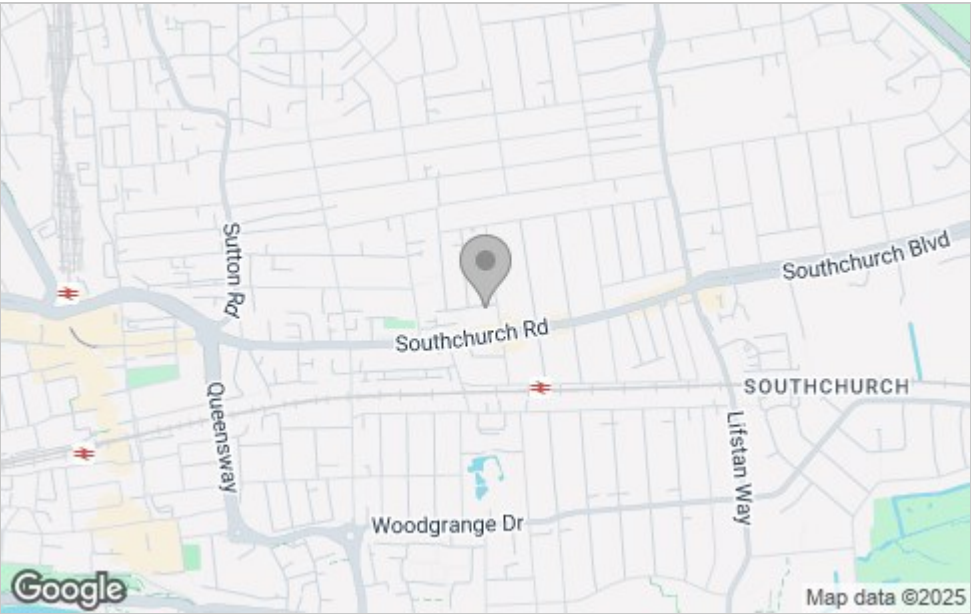 Southchurch Blvd
Sutton Rd
Southchurch Rd
SOUTHCHURCH
Queensway
Lifstan Way
Woodgrange Dr
Google
Map data ©2025